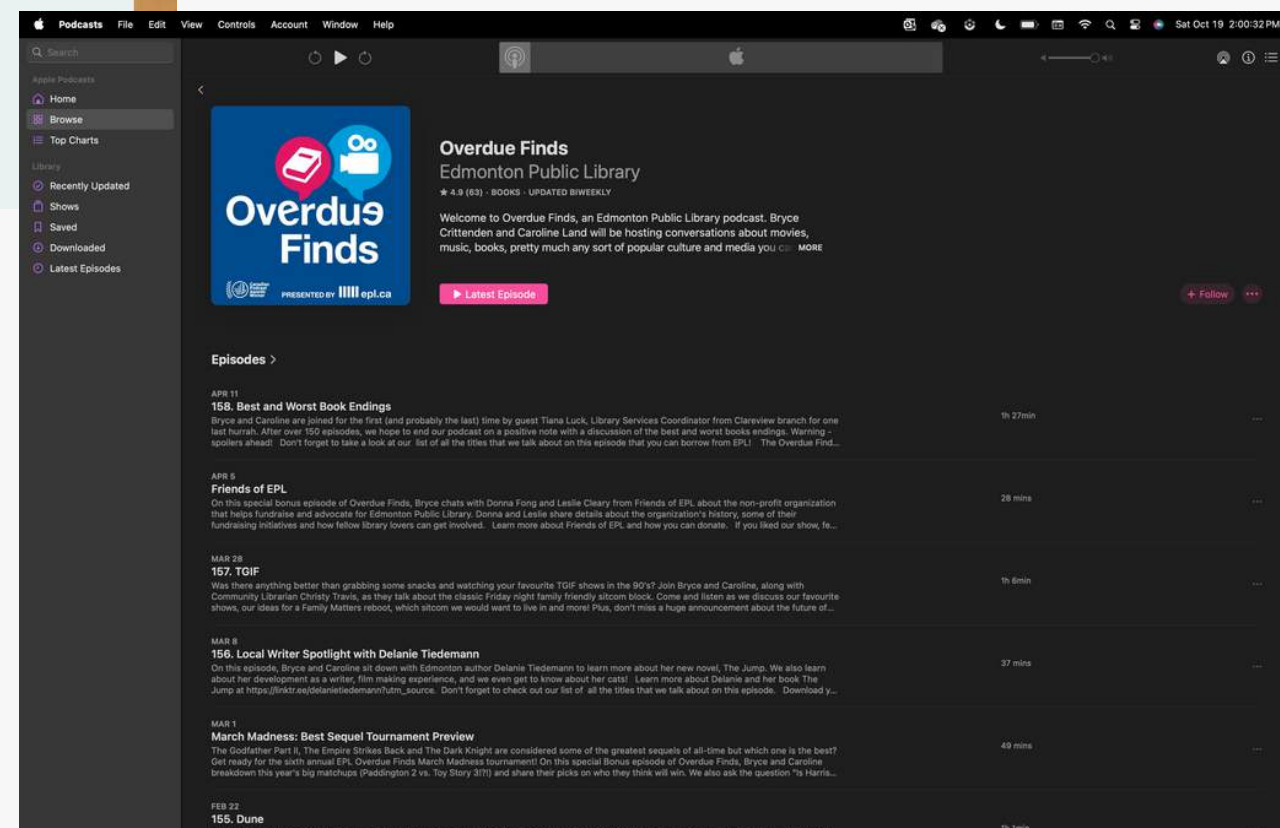 Podcasts File Edit View Controls Account Window Help
Sat Oct 19 2:00:32 PM
Search
Apple Podcasts
Home
Browse
Top Charts
Library
Recently Updated
Shows
Saved
Downloaded
Latest Episodes
Overdue
Finds
PRESENTED BY epl.ca
Overdue Finds
Edmonton Public Library
★ 4.9 (63) · BOOKS · UPDATED BIWEEKLY
Welcome to Overdue Finds, an Edmonton Public Library podcast. Bryce
Crittenden and Caroline Land will be hosting conversations about movies,
music, books, pretty much any sort of popular culture and media you ca MORE
Latest Episode
+ Follow
Episodes >
APR 11
158. Best and Worst Book Endings
Bryce and Caroline are joined for the first (and probably the last) time by guest Tiana Luck, Library Services Coordinator from Clareview branch for one
last hurrah. After over 150 episodes, we hope to end our podcast on a positive note with a discussion of the best and worst books endings. Warning -
spoilers ahead! Don't forget to take a look at our list of all the titles that we talk about on this episode that you can borrow from EPL! The Overdue Find...
1h 27min
APR 5
Friends of EPL
On this special bonus episode of Overdue Finds, Bryce chats with Donna Fong and Leslie Cleary from Friends of EPL about the non-profit organization
that helps fundraise and advocate for Edmonton Public Library. Donna and Leslie share details about the organization's history, some of their
fundraising initiatives and how fellow library lovers can get involved. Learn more about Friends of EPL and how you can donate. If you liked our show, fe...
28 mins
MAR 28
157. TGIF
Was there anything better than grabbing some snacks and watching your favourite TGIF shows in the 90's? Join Bryce and Caroline, along with
Community Librarian Christy Travis, as they talk about the classic Friday night family friendly sitcom block. Come and listen as we discuss our favourite
shows, our ideas for a Family Matters reboot, which sitcom we would want to live in and more! Plus, don't miss a huge announcement about the future of...
1h 6min
MAR 8
156. Local Writer Spotlight with Delanie Tiedemann
On this episode, Bryce and Caroline sit down with Edmonton author Delanie Tiedemann to learn more about her new novel, The Jump. We also learn
about her development as a writer, film making experience, and we even get to know about her cats! Learn more about Delanie and her book The
Jump at https://linktr.ee/delanietiedemann?utm_source. Don't forget to check out our list of all the titles that we talk about on this episode. Download y...
37 mins
MAR 1
March Madness: Best Sequel Tournament Preview
The Godfather Part II, The Empire Strikes Back and The Dark Knight are considered some of the greatest sequels of all-time but which one is the best?
Get ready for the sixth annual EPL Overdue Finds March Madness tournament! On this special Bonus episode of Overdue Finds, Bryce and Caroline
breakdown this year's big matchups (Paddington 2 vs. Toy Story 3!?!) and share their picks on who they think will win. We also ask the question "Is Harris...
49 mins
FEB 22
155. Dune